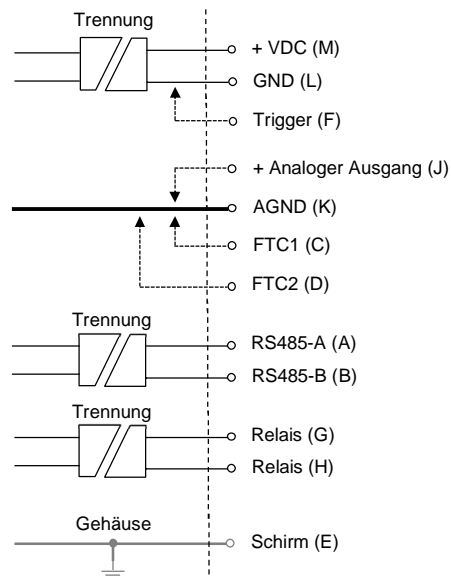 Trennung
+ VDC (M)
GND (L)
Trigger (F)
+ Analoger Ausgang (J)
AGND (K)
FTC1 (C)
FTC2 (D)
Trennung
RS485-A (A)
RS485-B (B)
Trennung
Relais (G)
Relais (H)
Gehäuse
Schirm (E)